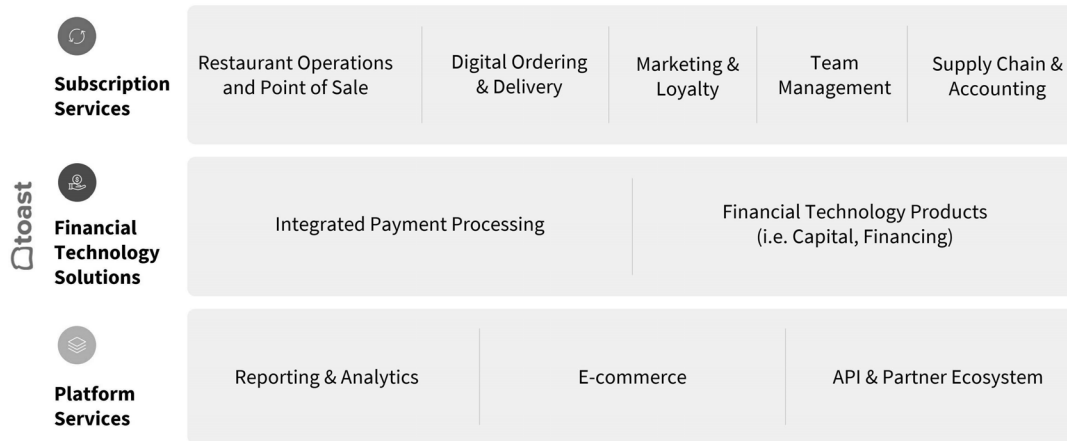 toast
Subscription
Services
Restaurant Operations
and Point of Sale
Digital Ordering
& Delivery
Marketing &
Loyalty
Team
Management
Supply Chain &
Accounting
Financial
Technology
Solutions
Integrated Payment Processing
Financial Technology Products
(i.e. Capital, Financing)
Platform
Services
Reporting & Analytics
E-commerce
API & Partner Ecosystem